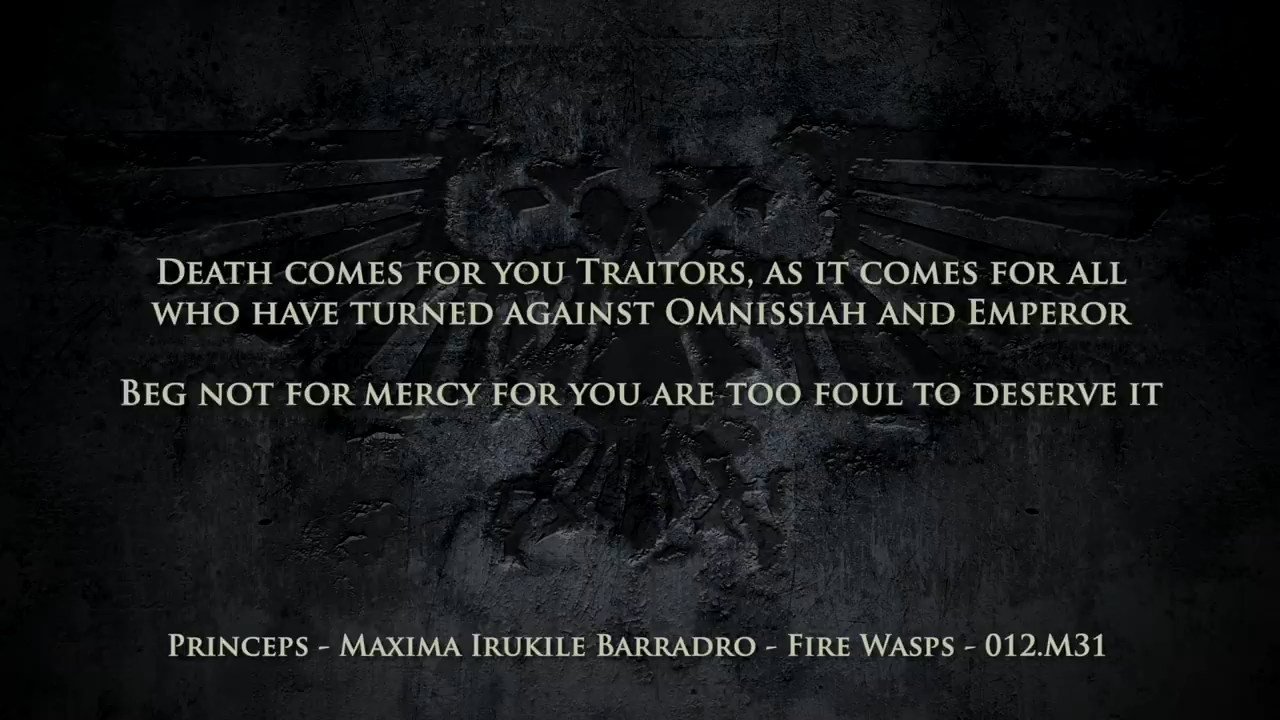 Death comes for you Traitors, as it comes for all
who have turned against Omnissiah and Emperor
Beg not for mercy for you are too foul to deserve it
Princeps - Maxima Irukile Barradro - Fire Wasps - 012.M31